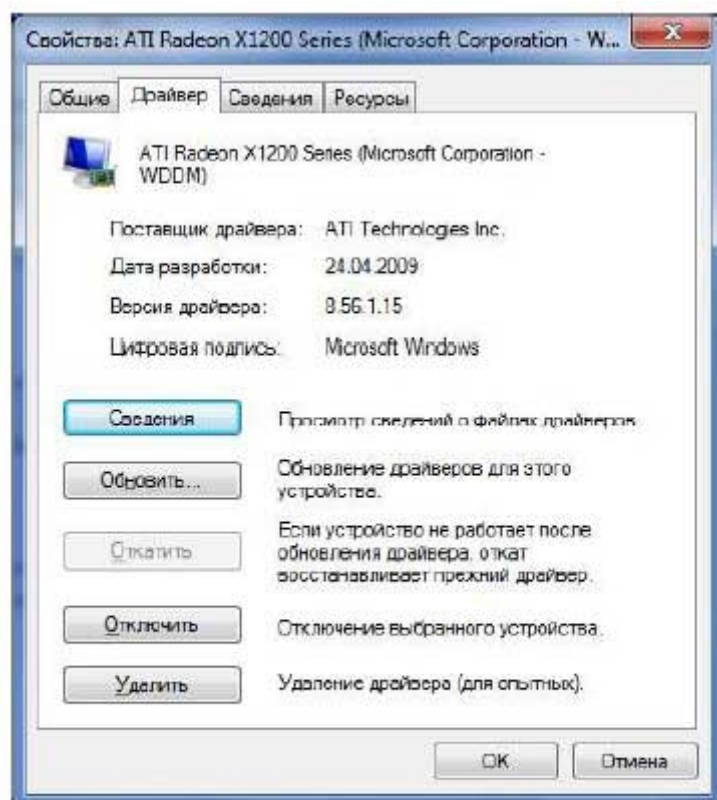 Свойства: ATI Radeon X1200 Series (Microsoft Corporation - W...
Общие Драйвер Сведения Ресурсы
ATI Radeon X1200 Series (Microsoft Corporation -
WDDM)
Поставщик драйвера: ATI Technologies Inc.
Дата разработки: 24.04.2009
Версия драйвера: 8.56.1.15
Цифровая подпись: Microsoft Windows
Сведения Просмотр сведений о файлах драйверов.
Обновить... Обновление драйверов для этого
устройства.
Откатить Если устройство не работает после
обновления драйвера, откат
восстанавливает прежний драйвер.
Отключить Отключение выбранного устройства.
Удалить Удаление драйвера (для опытных).
OK Отмена